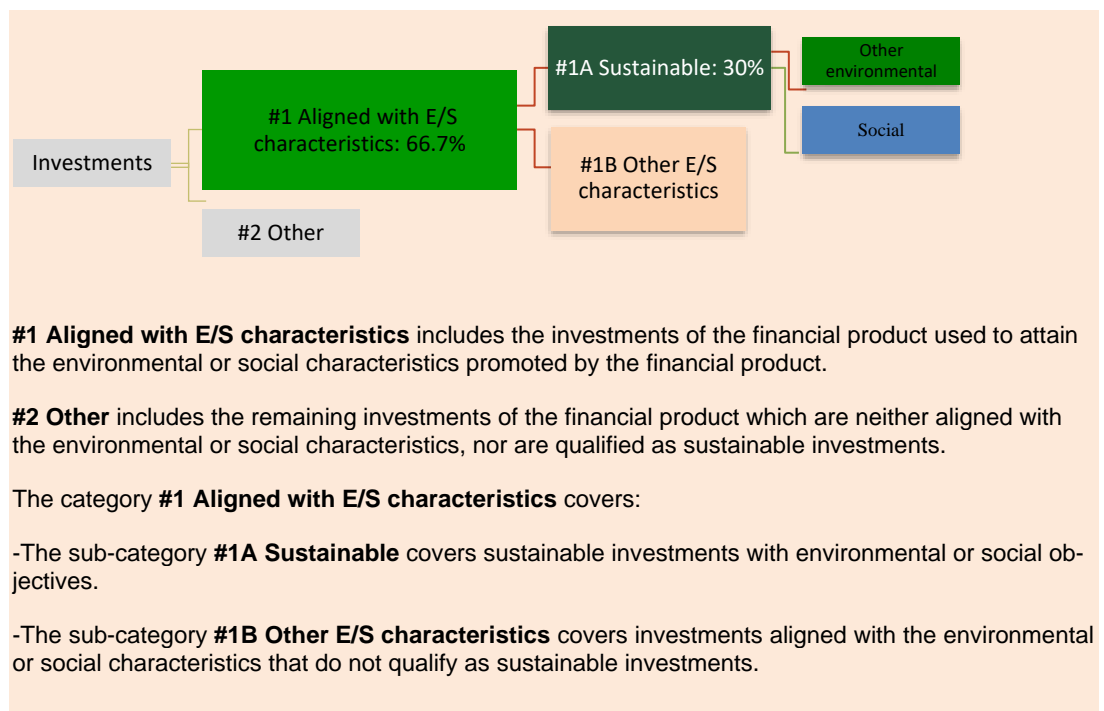 Investments
#1 Aligned with E/S
characteristics: 66.7%
#2 Other
#1A Sustainable: 30%
#1B Other E/S
characteristics
Other
environmental
Social
#1 Aligned with E/S characteristics includes the investments of the financial product used to attain
the environmental or social characteristics promoted by the financial product.
#2 Other includes the remaining investments of the financial product which are neither aligned with
the environmental or social characteristics, nor are qualified as sustainable investments.
The category #1 Aligned with E/S characteristics covers:
-The sub-category #1A Sustainable covers sustainable investments with environmental or social ob-
jectives.
-The sub-category #1B Other E/S characteristics covers investments aligned with the environmental
or social characteristics that do not qualify as sustainable investments.